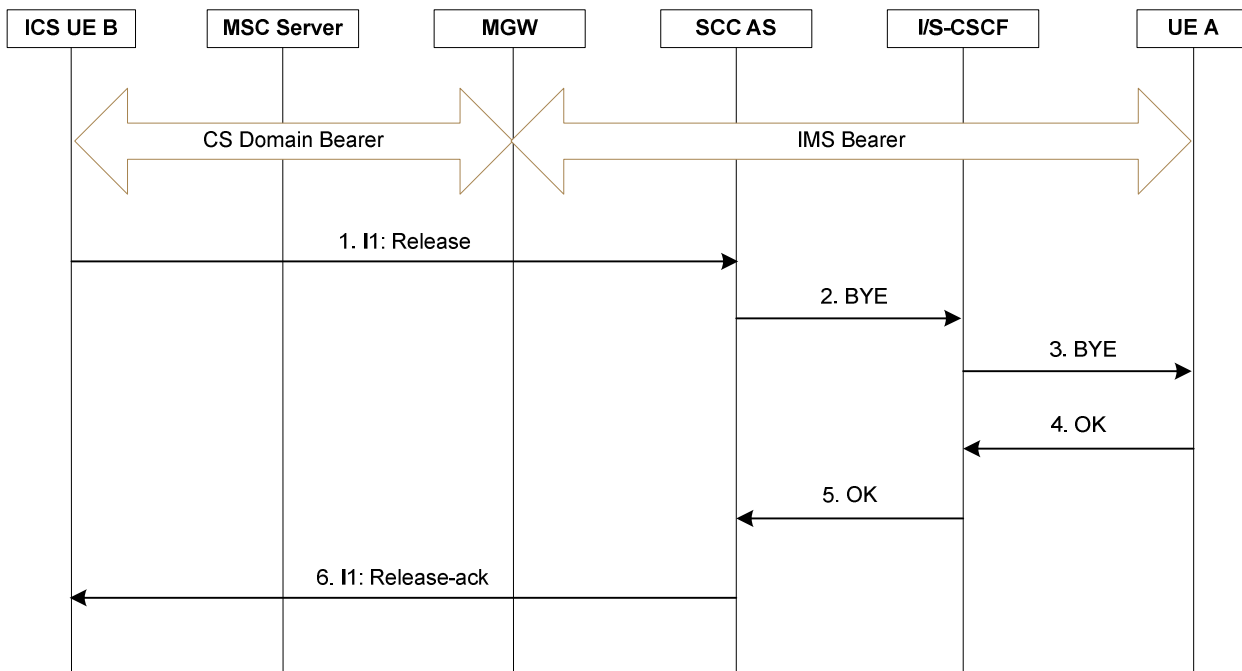 ICS UE B
MSC Server
MGW
SCC AS
I/S-CSCF
UE A
CS Domain Bearer
IMS Bearer
1. I1: Release
2. BYE
3. BYE
4. OK
5. OK
6. I1: Release-ack